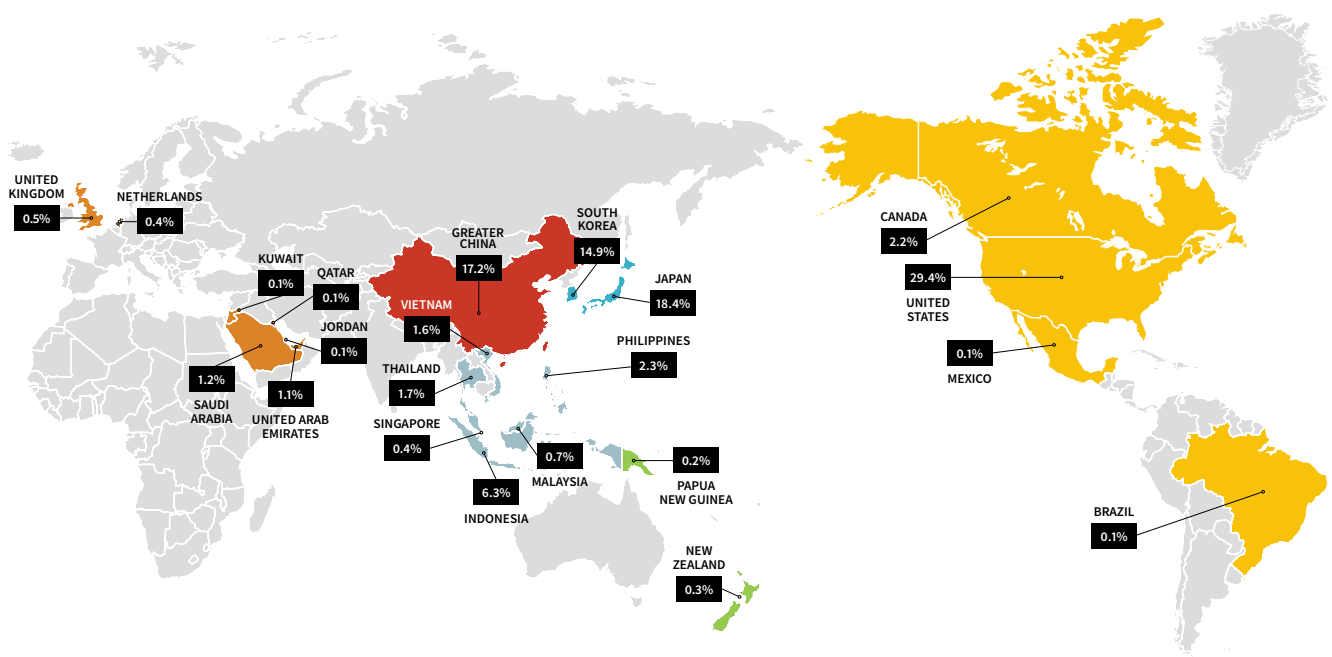 UNITED
KINGDOM
0.5%
NETHERLANDS
0.4%
KUWAIT
0.1%
QATAR
0.1%
JORDAN
0.1%
1.2%
SAUDI
ARABIA
1.1%
UNITED ARAB
EMIRATES
GREATER
CHINA
17.2%
SOUTH
KOREA
14.9%
JAPAN
18.4%
VIETNAM
1.6%
PHILIPPINES
2.3%
THAILAND
1.7%
SINGAPORE
0.4%
0.7%
MALAYSIA
6.3%
INDONESIA
0.2%
PAPUA
NEW GUINEA
NEW
ZEALAND
0.3%
CANADA
2.2%
29.4%
UNITED
STATES
0.1%
MEXICO
BRAZIL
0.1%